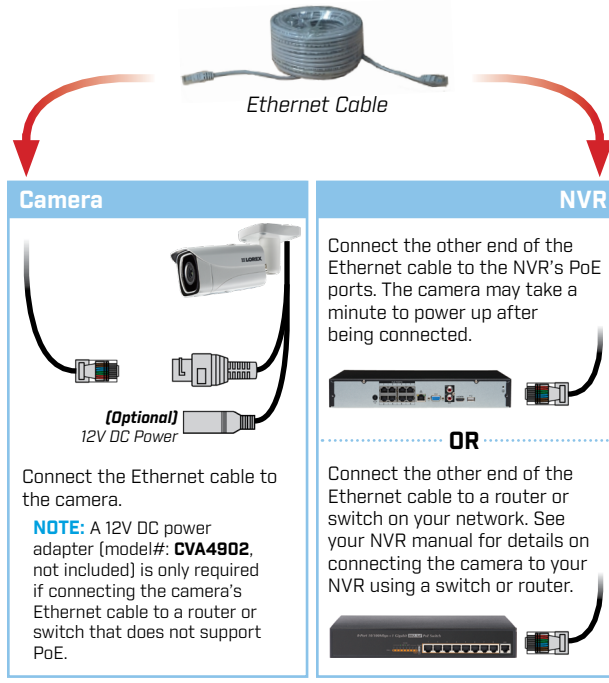 Ethernet Cable
Camera
LOREX
(Optional)
12V DC Power
Connect the Ethernet cable to
the camera.
NOTE: A 12V DC power
adapter (model#: CVA4902,
not included) is only required
if connecting the camera's
Ethernet cable to a router or
switch that does not support
PoE.
NVR
Connect the other end of the
Ethernet cable to the NVR's PoE
ports. The camera may take a
minute to power up after
being connected.
OR
Connect the other end of the
Ethernet cable to a router or
switch on your network. See
your NVR manual for details on
connecting the camera to your
NVR using a switch or router.